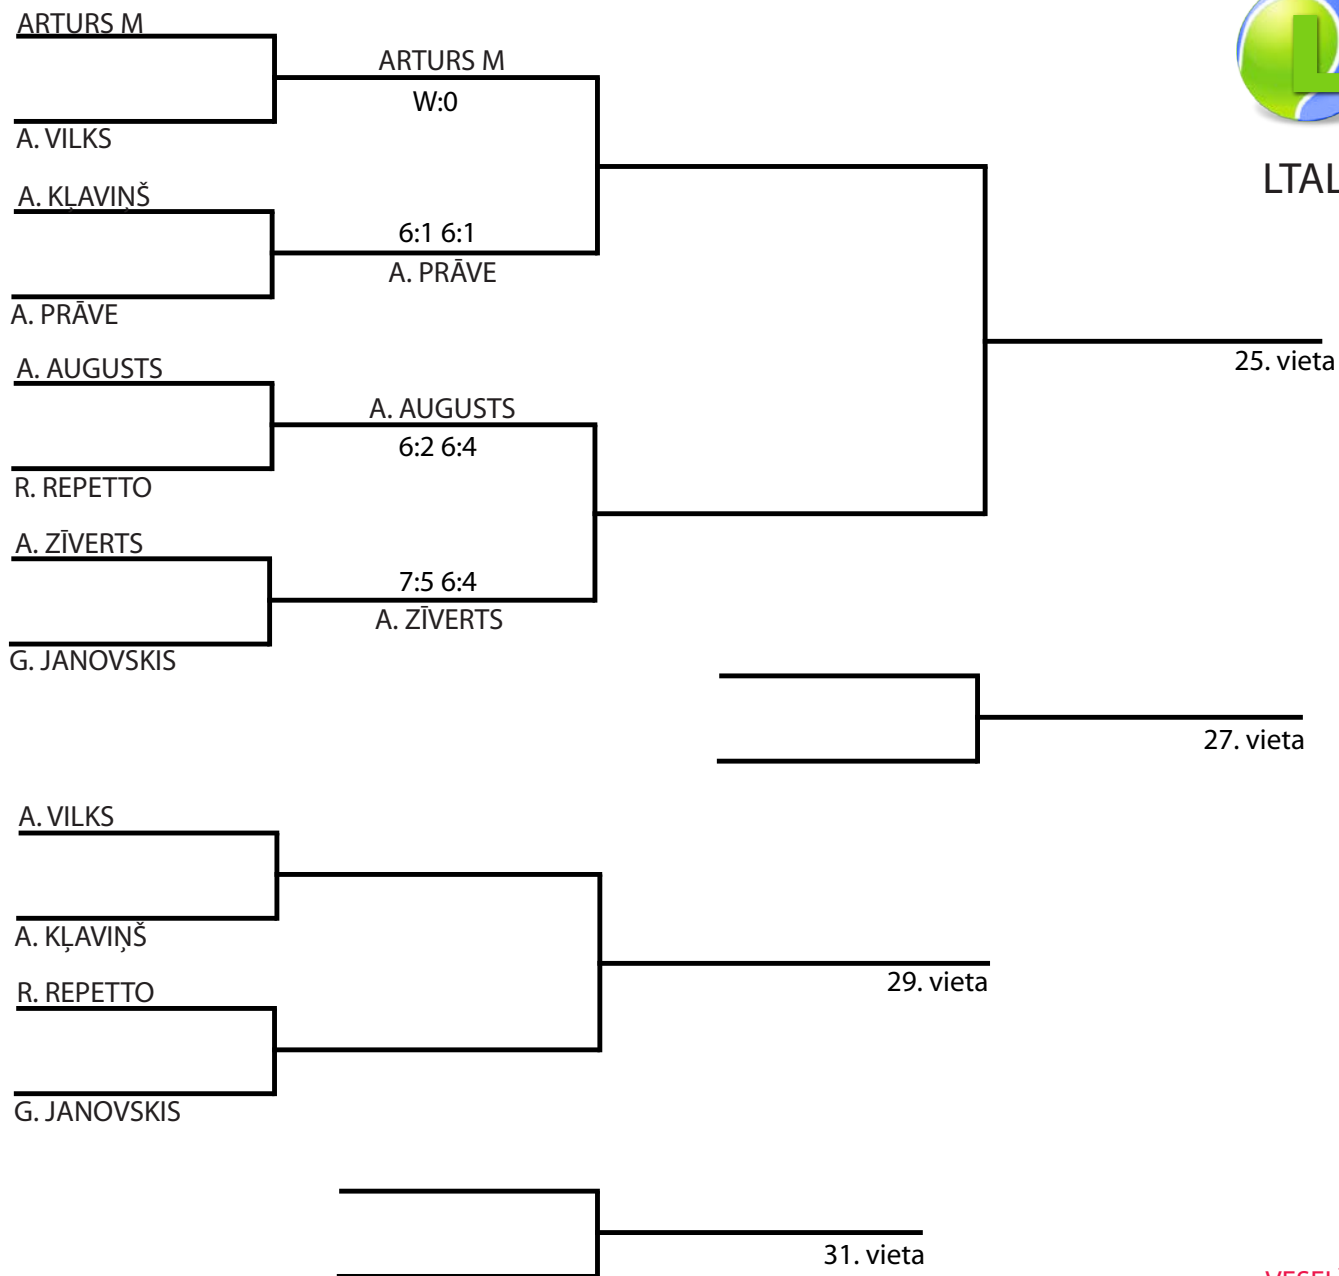 ARTURS M
ARTURS M
W:0
A. VILKS
LTAL
A. KĻAVIŅŠ
6:1 6:1
A. PRĀVE
A. PRĀVE
25. vieta
A. AUGUSTS
A. AUGUSTS
6:2 6:4
R. REPETTO
A. ZĪVERTS
7:5 6:4
A. ZĪVERTS
G. JANOVSKIS
27. vieta
A. VILKS
A. KĻAVIŅŠ
29. vieta
R. REPETTO
G. JANOVSKIS
31. vieta